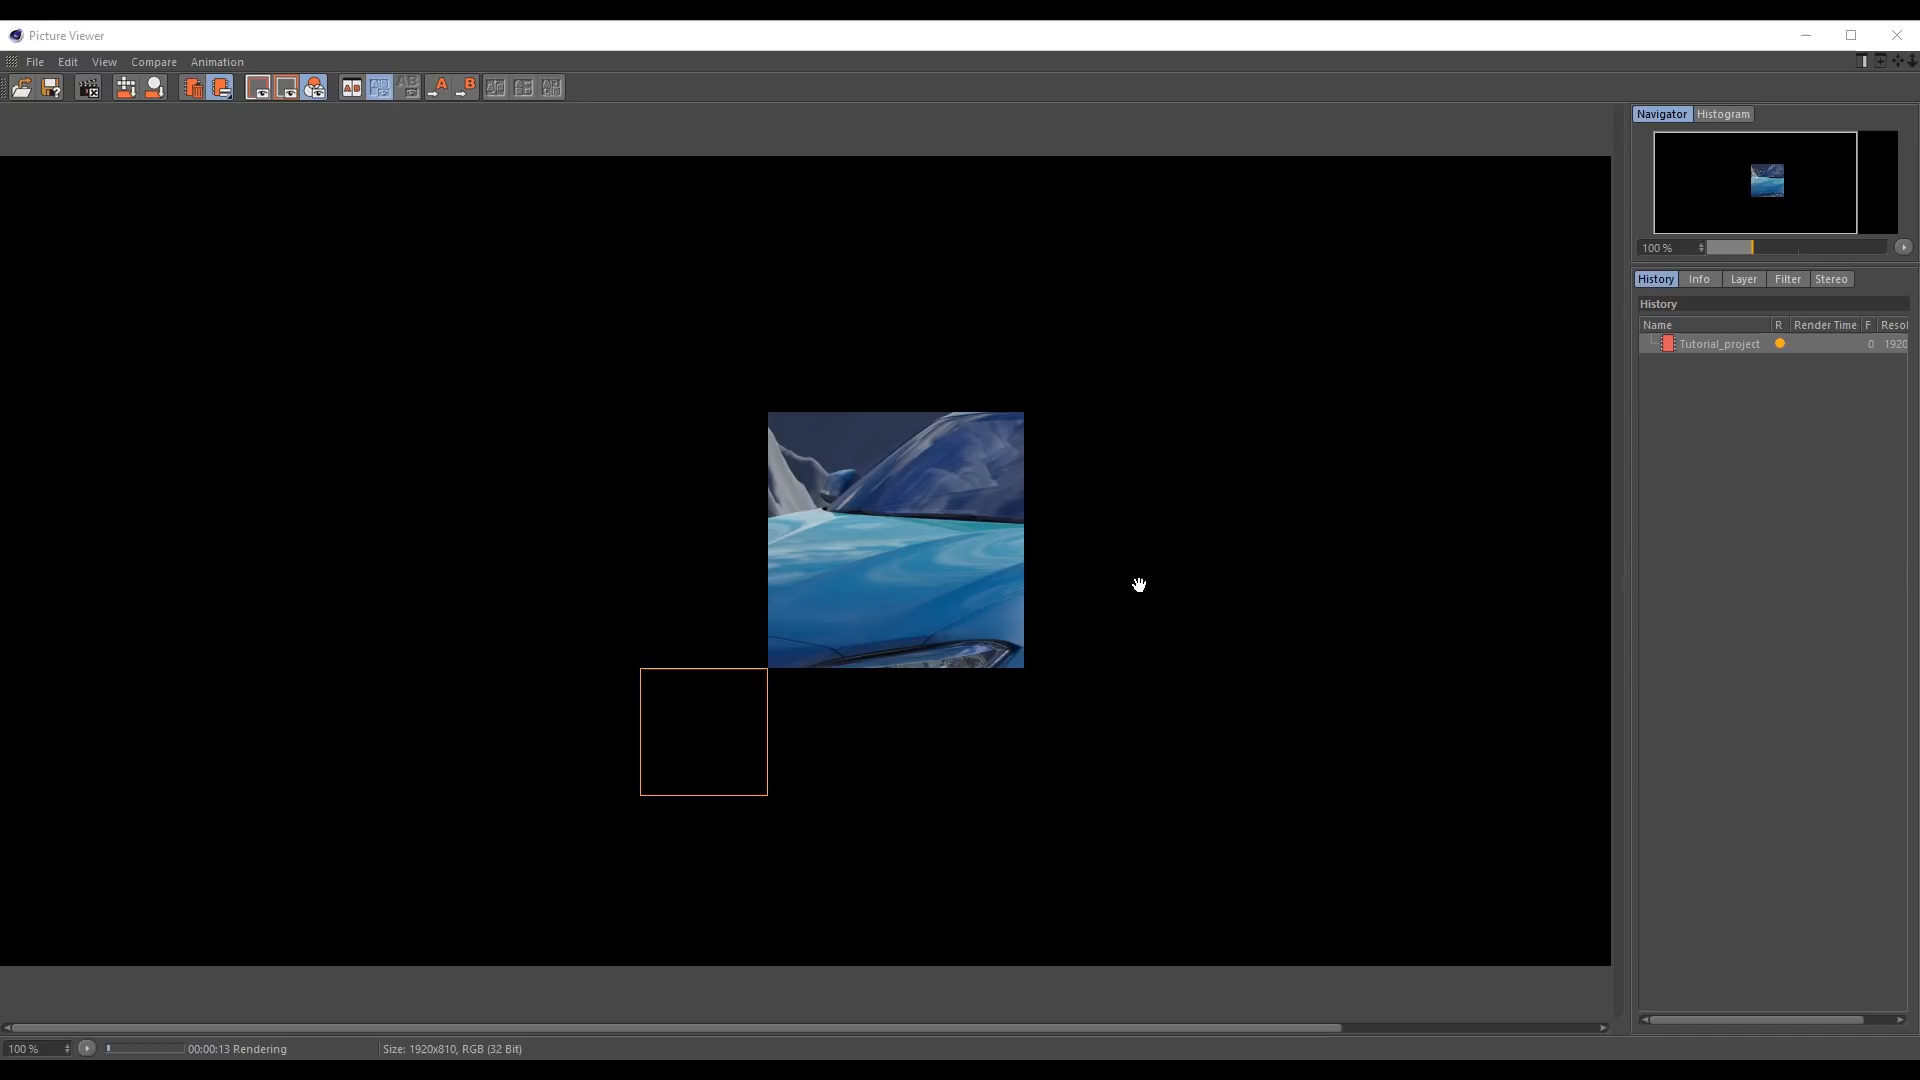 Picture Viewer
File Edit View Compare Animation
AB A B
Navigator Histogram
100 %
History Info Layer Filter Stereo
History
Name R Render Time F Resol
Tutorial_project 0 1920
100 % 00:00:13 Rendering Size: 1920x810, RGB (32 Bit)